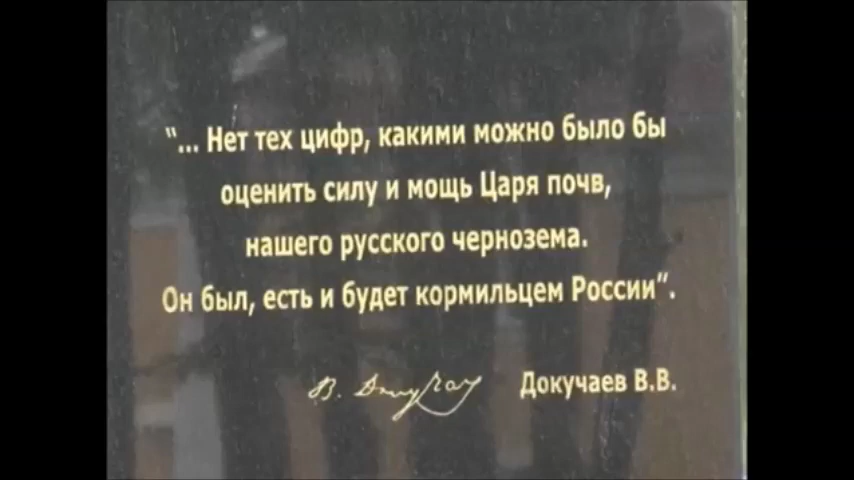 "... Нет тех цифр, какими можно было бы
оценить силу и мощь Царя почв,
нашего русского чернозема.
Он был, есть и будет кормильцем России".
В. Докучаев Докучаев В.В.